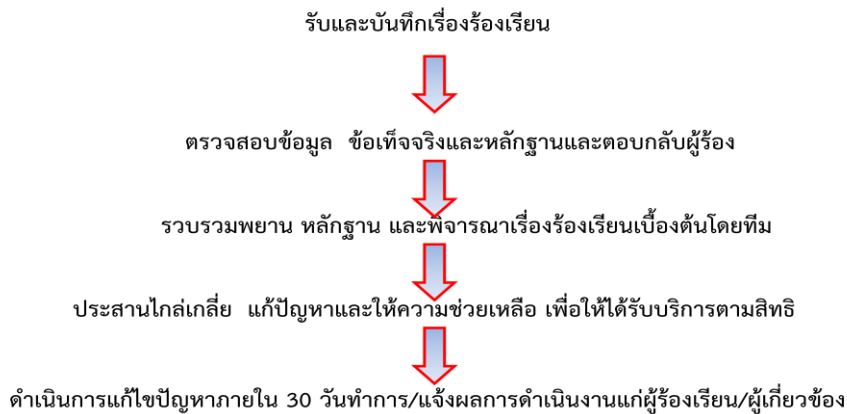 รับและบันทึกเรื่องร้องเรียน
ตรวจสอบข้อมูล ข้อเท็จจริงและหลักฐานและตอบกลับผู้ร้อง
รวบรวมพยาน หลักฐาน และพิจารณาเรื่องร้องเรียนเบื้องต้นโดยทีม
ประสานไกล่เกลี่ย แก้ปัญหาและให้ความช่วยเหลือ เพื่อให้ได้รับบริการตามสิทธิ
ดำเนินการแก้ไขปัญหาภายใน 30 วันทำการ/แจ้งผลการดำเนินงานแก่ผู้ร้องเรียน/ผู้เกี่ยวข้อง